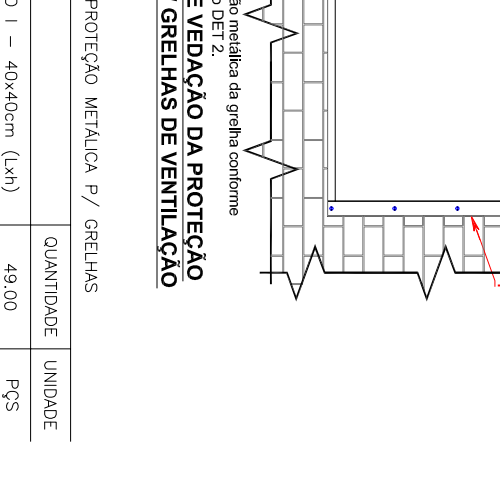 ão metálica da grelha conforme
DET 2.
E VEDAÇÃO DA PROTEÇÃO
GRELHAS DE VENTILAÇÃO
PROTEÇÃO METÁLICA P/ GRELHAS
QUANTIDADE UNIDADE
I - 40x40cm (Lxh) 49.00 PÇS